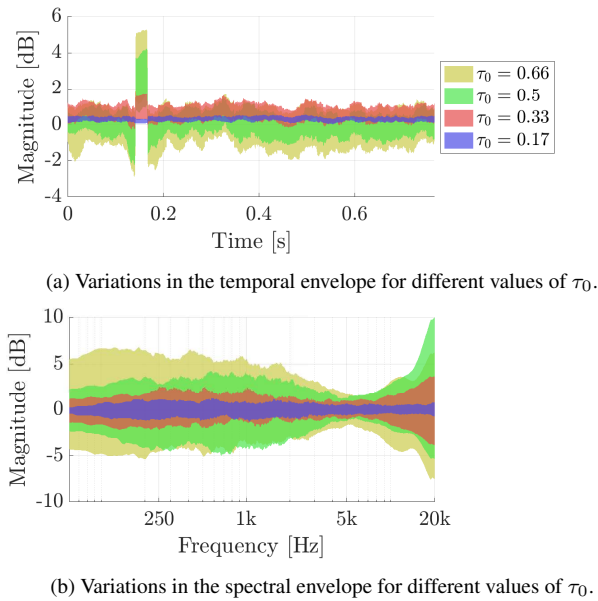 6
4
2
0
-2
-4
Magnitude [dB]
0
0.2
0.4
0.6
Time [s]
τ₀ = 0.66
τ₀ = 0.5
τ₀ = 0.33
τ₀ = 0.17
(a) Variations in the temporal envelope for different values of τ₀.
10
5
0
-5
-10
Magnitude [dB]
250
1k
5k
20k
Frequency [Hz]
(b) Variations in the spectral envelope for different values of τ₀.